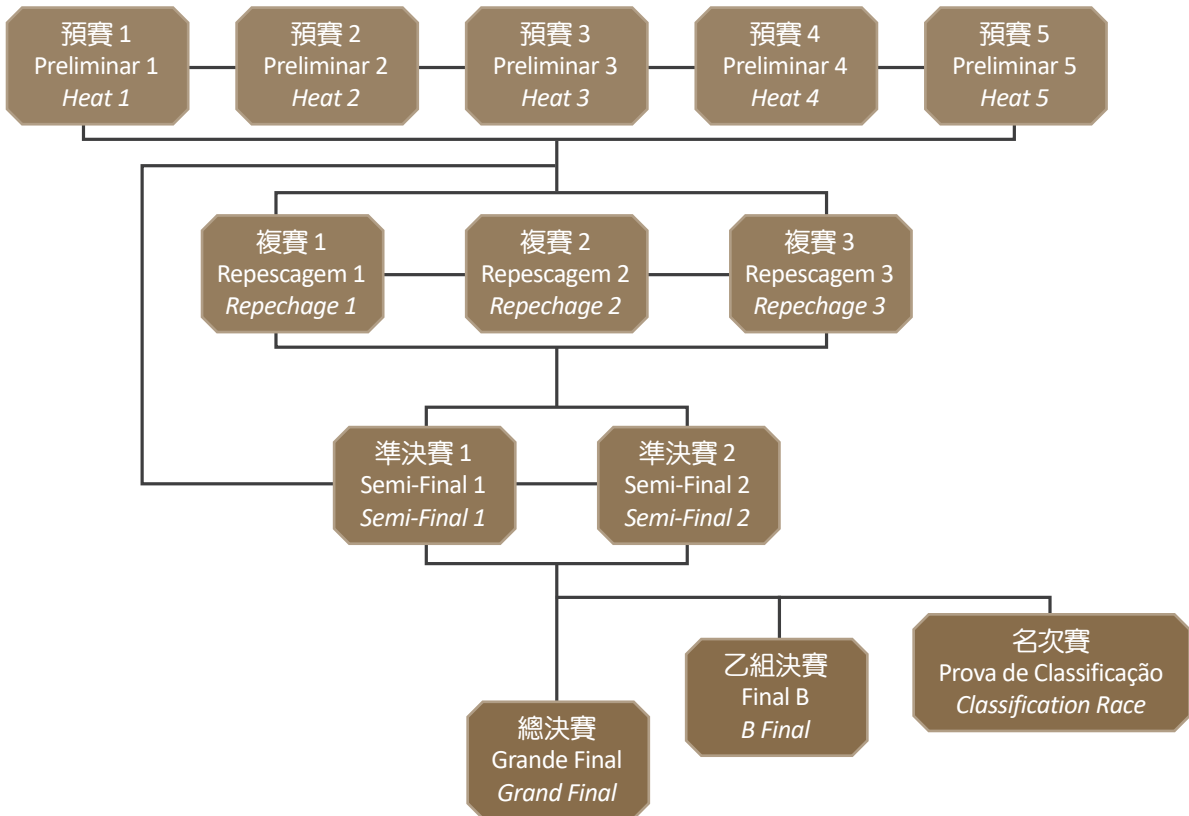 預賽 1
Preliminar 1
Heat 1
預賽 2
Preliminar 2
Heat 2
預賽 3
Preliminar 3
Heat 3
預賽 4
Preliminar 4
Heat 4
預賽 5
Preliminar 5
Heat 5
複賽 1
Repescagem 1
Repechage 1
複賽 2
Repescagem 2
Repechage 2
複賽 3
Repescagem 3
Repechage 3
準決賽 1
Semi-Final 1
Semi-Final 1
準決賽 2
Semi-Final 2
Semi-Final 2
總決賽
Grande Final
Grand Final
乙組決賽
Final B
B Final
名次賽
Prova de Classificação
Classification Race